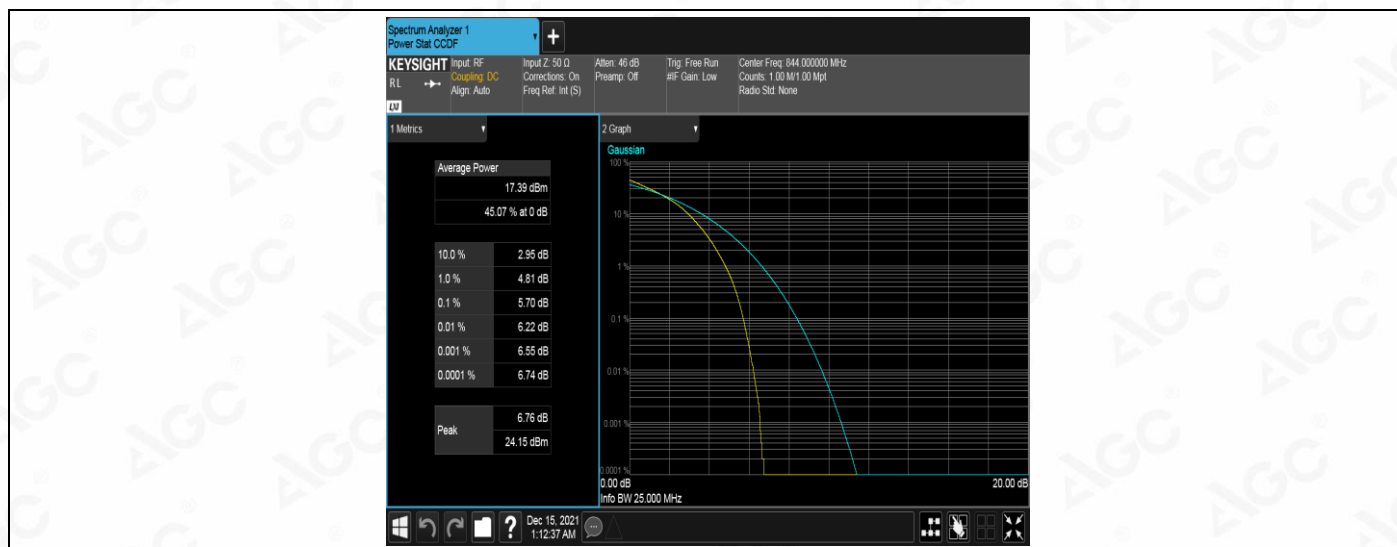 Spectrum Analyzer 1
Power Stat CCDF
KEYSIGHT
Input: RF
Coupling: DC
Align: Auto
Input Z: 50 Ω
Corrections: On
Freq Ref: Int (S)
Atten: 46 dB
Preamp: Off
Trig: Free Run
#IF Gain: Low
Center Freq: 844.000000 MHz
Counts: 1.00 M/1.00 Mpt
Radio Std: None
R L
LXI
1 Metrics
Average Power
17.39 dBm
45.07 % at 0 dB
10.0 % 2.95 dB
1.0 % 4.81 dB
0.1 % 5.70 dB
0.01 % 6.22 dB
0.001 % 6.55 dB
0.0001 % 6.74 dB
Peak
6.76 dB
24.15 dBm
2 Graph
Gaussian
100 %
10 %
1 %
0.1 %
0.01 %
0.001 %
0.0001 %
0.00 dB
20.00 dB
Info BW 25.000 MHz
Dec 15, 2021
1:12:37 AM
AGC